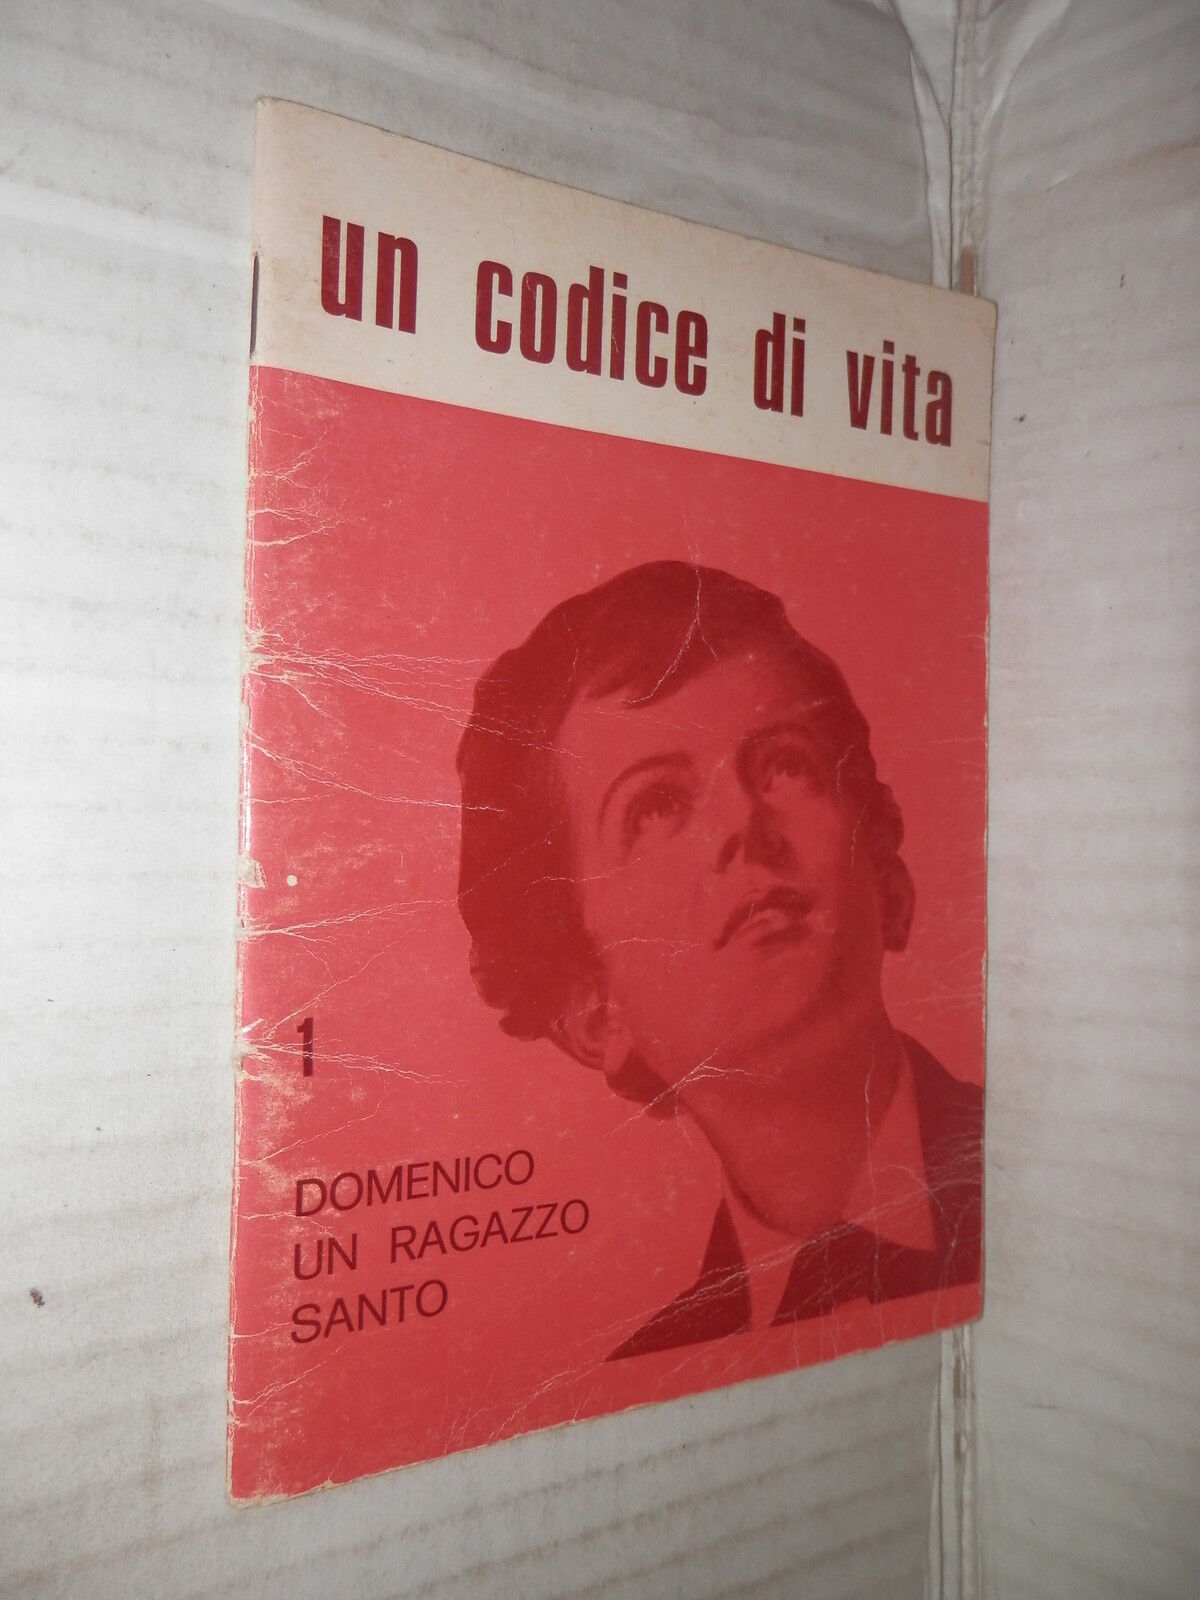 un codice di vita
1
DOMENICO
UN RAGAZZO
SANTO